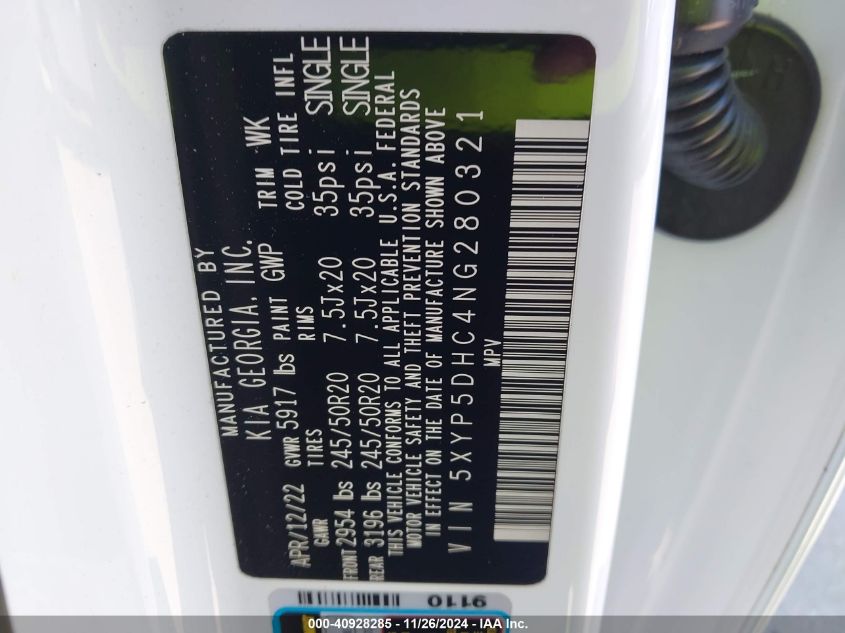 MANUFACTURED BY
KIA GEORGIA, INC.
APR/12/22 GVWR 5917 lbs PAINT GWP TRIM WK
GAWR TIRES RIMS COLD TIRE INFL
FRONT 2954 lbs 245/50R20 7.5Jx20 35psi SINGLE
REAR 3196 lbs 245/50R20 7.5Jx20 35psi SINGLE
THIS VEHICLE CONFORMS TO ALL APPLICABLE U.S.A. FEDERAL
MOTOR VEHICLE SAFETY AND THEFT PREVENTION STANDARDS
IN EFFECT ON THE DATE OF MANUFACTURE SHOWN ABOVE
VIN 5XYP5DHC4NG280321
MPV
9110
000-40928285 - 11/26/2024 - IAA Inc.